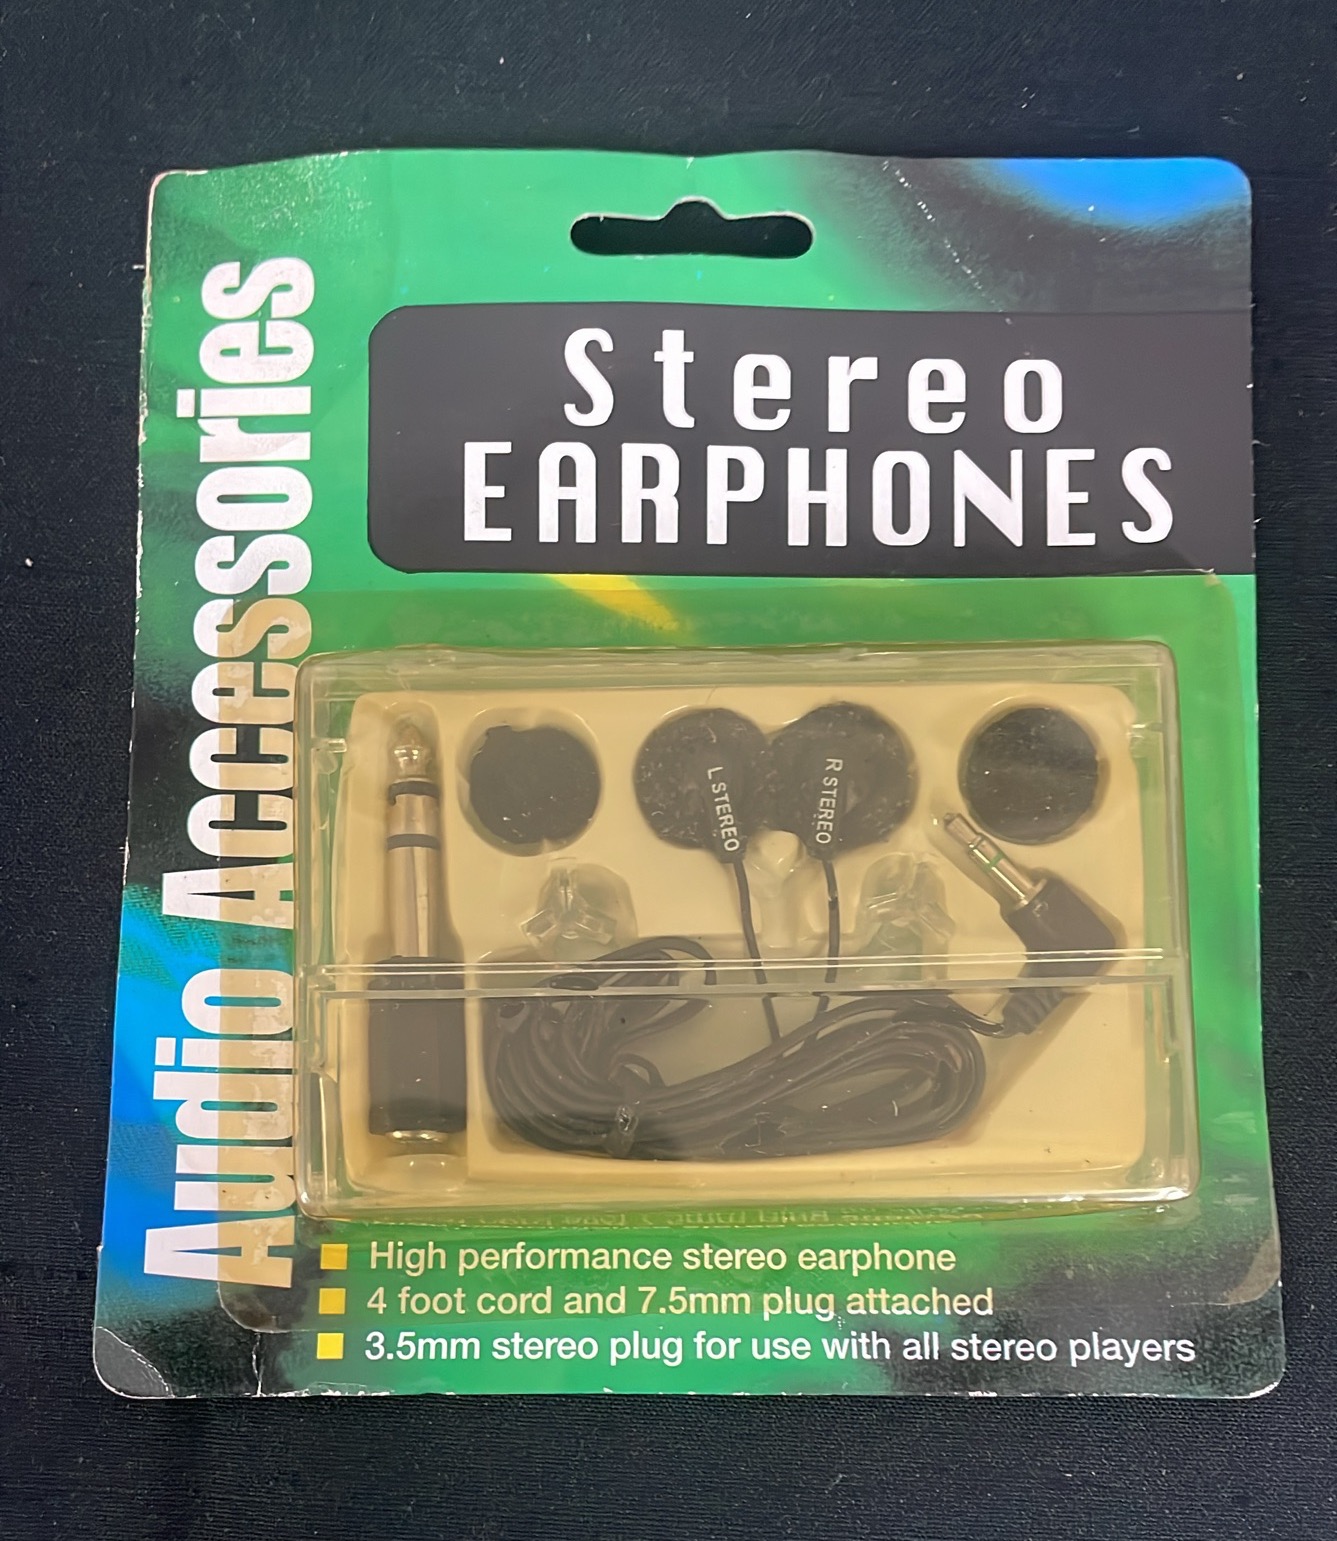 Audio Accessories
Stereo
EARPHONES
L STEREO
R STEREO
High performance stereo earphone
4 foot cord and 7.5mm plug attached
3.5mm stereo plug for use with all stereo players